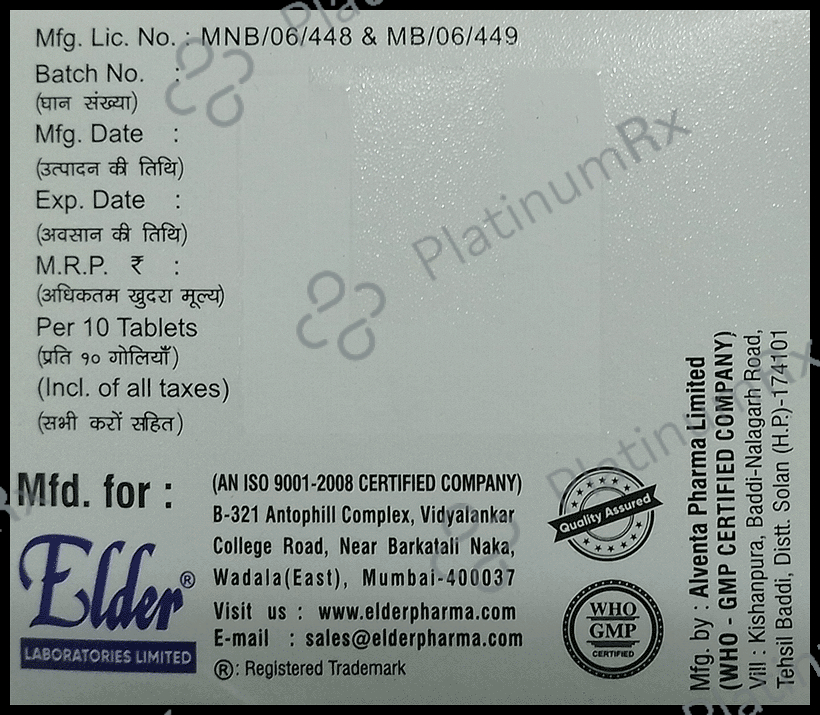 Mfg. Lic. No. : MNB/06/448 & MB/06/449
Batch No. :
(घान संख्या)
Mfg. Date :
(उत्पादन की तिथि)
Exp. Date :
(अवसान की तिथि)
M.R.P. ₹ :
(अधिकतम खुदरा मूल्य)
Per 10 Tablets
(प्रति १० गोलियाँ)
(Incl. of all taxes)
(सभी करों सहित)
Mfd. for :
Elder®
LABORATORIES LIMITED
(AN ISO 9001-2008 CERTIFIED COMPANY)
B-321 Antophill Complex, Vidyalankar
College Road, Near Barkatali Naka,
Wadala(East), Mumbai-400037
Visit us : www.elderpharma.com
E-mail : sales@elderpharma.com
®: Registered Trademark
Quality Assured
WHO
GMP
CERTIFIED
Mfg. by : Alventa Pharma Limited
(WHO - GMP CERTIFIED COMPANY)
Vill : Kishanpura, Baddi-Nalagarh Road,
Tehsil Baddi, Distt. Solan (H.P.)-174101
PlatinumRx
PlatinumRx
Platinum
Rx